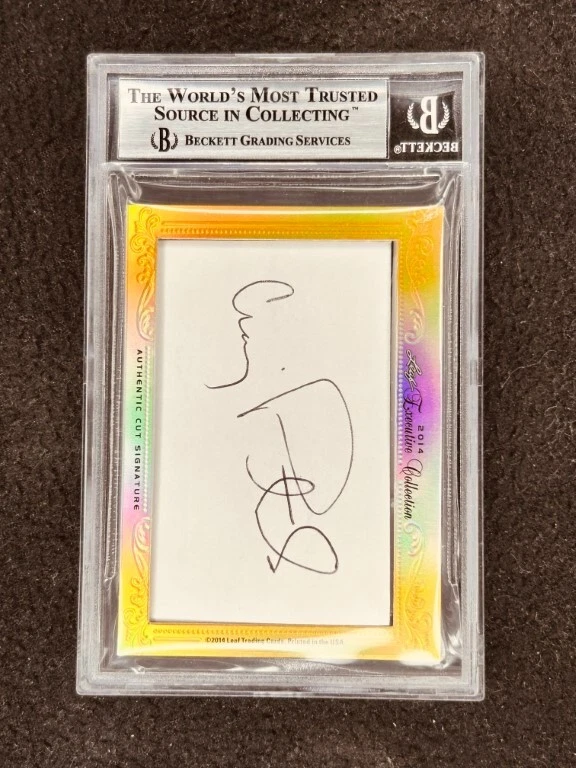 THE WORLD'S MOST TRUSTED
SOURCE IN COLLECTING™
B BECKETT GRADING SERVICES
B
BECKETT®
AUTHENTIC CUT SIGNATURE
2014
Leaf Executive Collection
©2014 Leaf Trading Cards. Printed in the USA